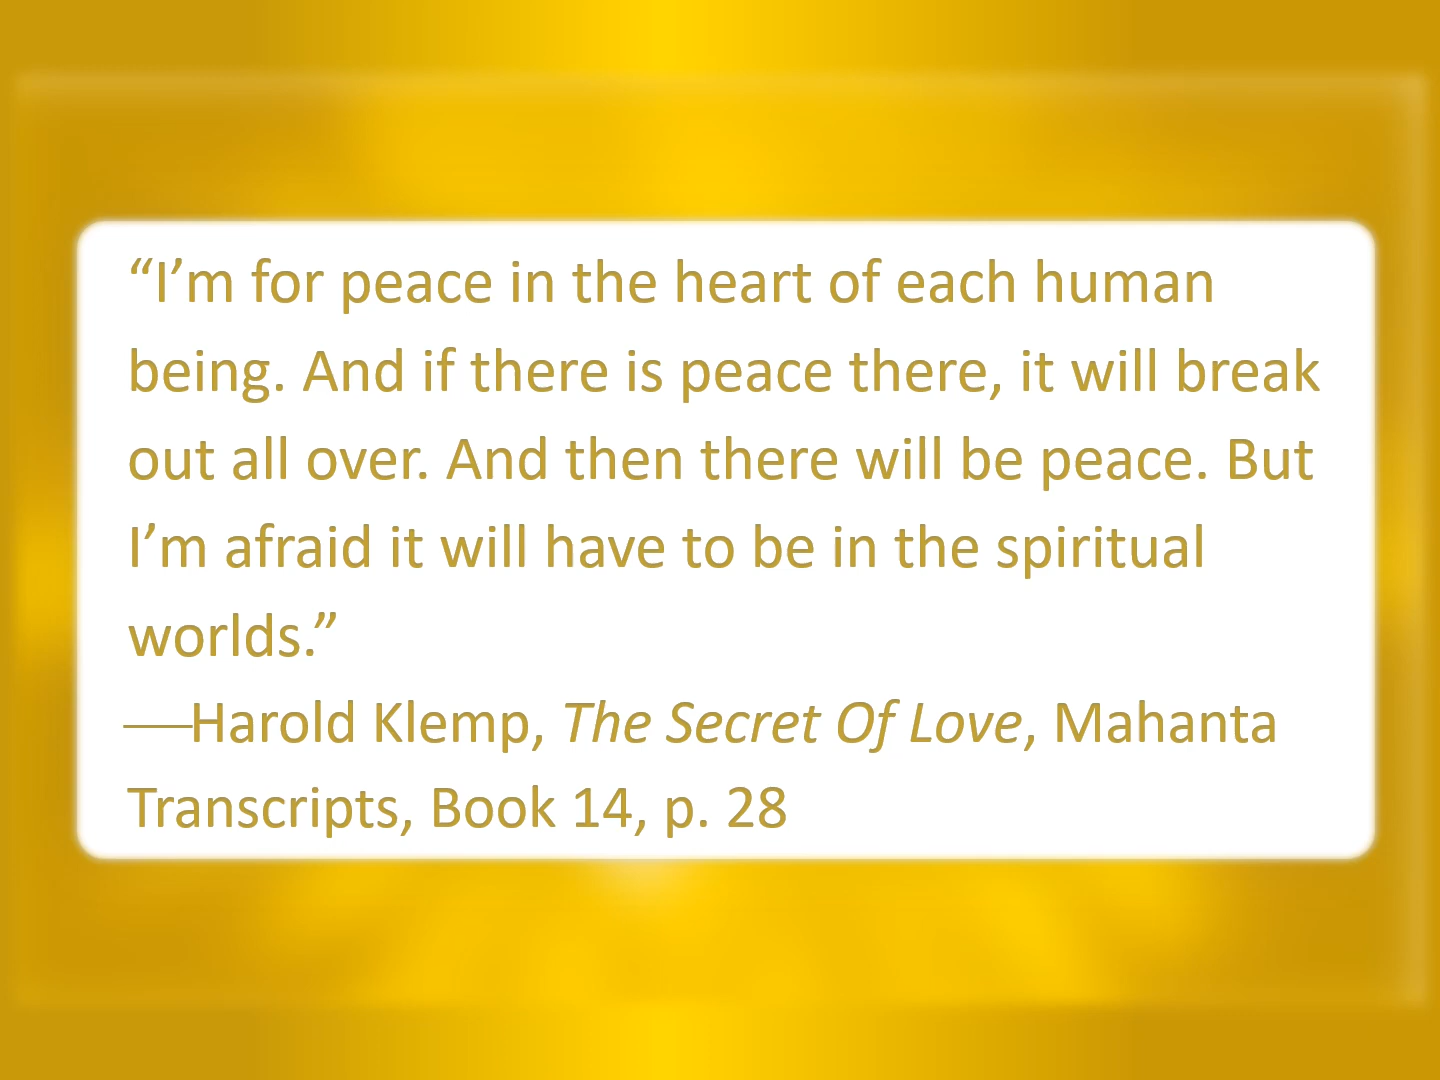 “I’m for peace in the heart of each human
being. And if there is peace there, it will break
out all over. And then there will be peace. But
I’m afraid it will have to be in the spiritual
worlds.”
——Harold Klemp, The Secret Of Love, Mahanta
Transcripts, Book 14, p. 28